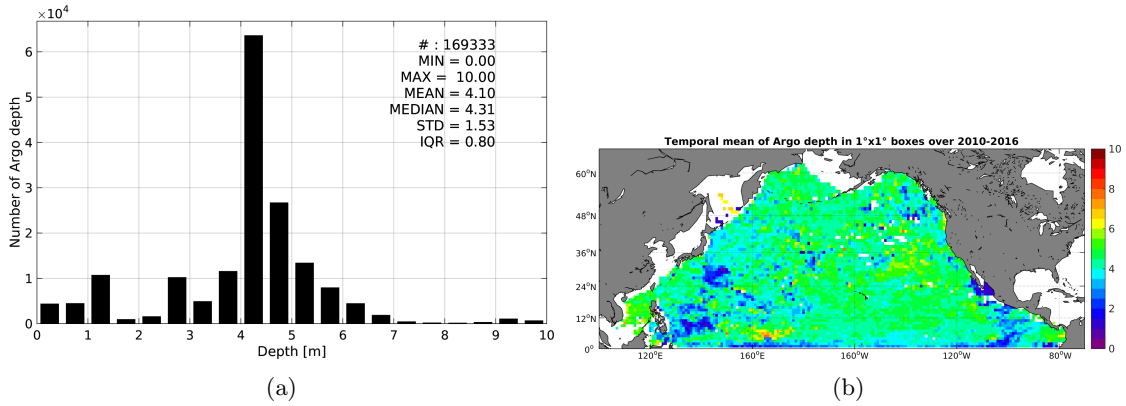 ×10⁴
6
5
4
3
2
1
0
Number of Argo depth
# : 169333
MIN = 0.00
MAX = 10.00
MEAN = 4.10
MEDIAN = 4.31
STD = 1.53
IQR = 0.80
0 1 2 3 4 5 6 7 8 9 10
Depth [m]
(a)
Temporal mean of Argo depth in 1°x1° boxes over 2010-2016
60°N
48°N
36°N
24°N
12°N
0°
120°E 160°E 160°W 120°W 80°W
10
8
6
4
2
0
(b)